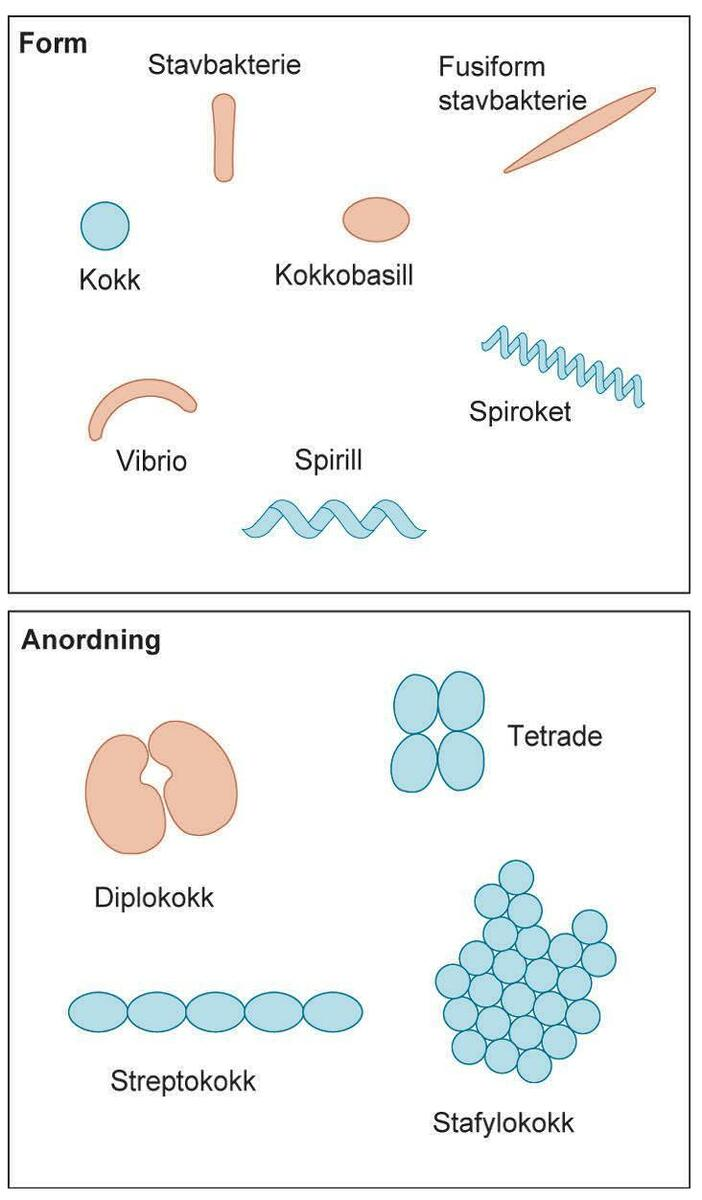 Form
Stavbakterie
Fusiform
stavbakterie
Kokk
Kokkobasill
Spiroket
Vibrio
Spirill
Anordning
Tetrade
Diplokokk
Streptokokk
Stafylokokk